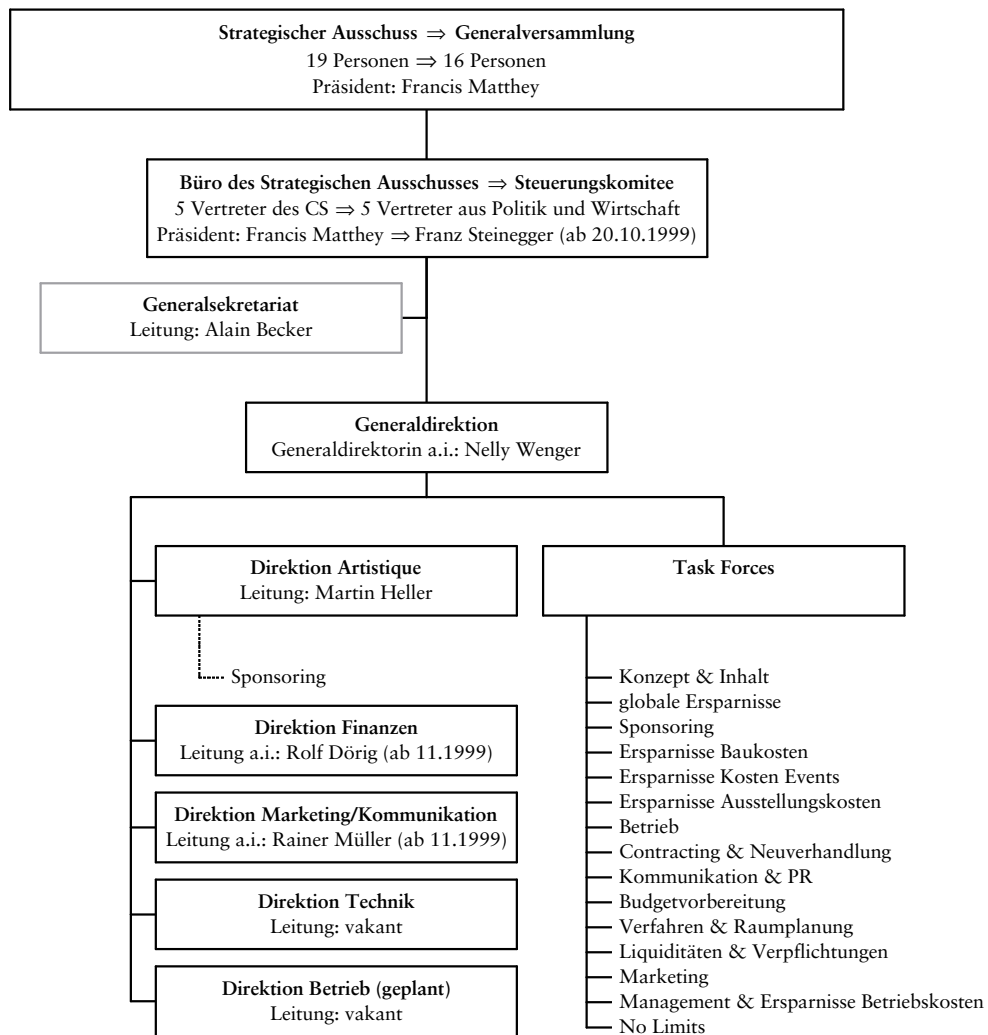 Strategischer Ausschuss ⇒ Generalversammlung
19 Personen ⇒ 16 Personen
Präsident: Francis Matthey
Büro des Strategischen Ausschusses ⇒ Steuerungskomitee
5 Vertreter des CS ⇒ 5 Vertreter aus Politik und Wirtschaft
Präsident: Francis Matthey ⇒ Franz Steinegger (ab 20.10.1999)
Generalsekretariat
Leitung: Alain Becker
Generaldirektion
Generaldirektorin a.i.: Nelly Wenger
Direktion Artistique
Leitung: Martin Heller
Sponsoring
Direktion Finanzen
Leitung a.i.: Rolf Dörig (ab 11.1999)
Direktion Marketing/Kommunikation
Leitung a.i.: Rainer Müller (ab 11.1999)
Direktion Technik
Leitung: vakant
Direktion Betrieb (geplant)
Leitung: vakant
Task Forces
Konzept & Inhalt
globale Ersparnisse
Sponsoring
Ersparnisse Baukosten
Ersparnisse Kosten Events
Ersparnisse Ausstellungskosten
Betrieb
Contracting & Neuverhandlung
Kommunikation & PR
Budgetvorbereitung
Verfahren & Raumplanung
Liquiditäten & Verpflichtungen
Marketing
Management & Ersparnisse Betriebskosten
No Limits